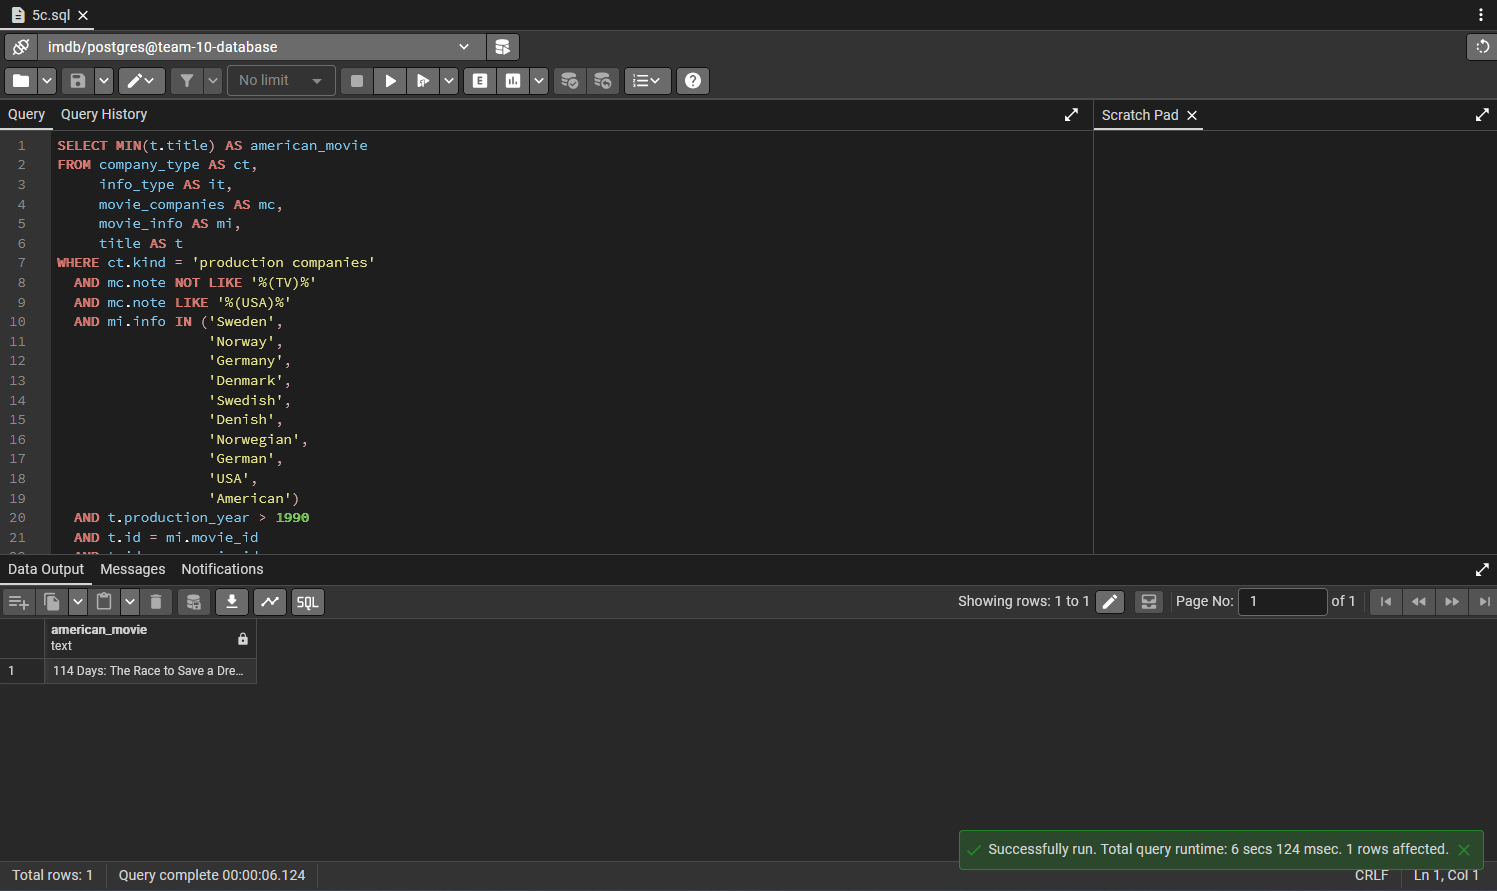 5c.sql
imdb/postgres@team-10-database
No limit
E
Query Query History
Scratch Pad
1 SELECT MIN(t.title) AS american_movie
2 FROM company_type AS ct,
3 info_type AS it,
4 movie_companies AS mc,
5 movie_info AS mi,
6 title AS t
7 WHERE ct.kind = 'production companies'
8 AND mc.note NOT LIKE '%(TV)%'
9 AND mc.note LIKE '%(USA)%'
10 AND mi.info IN ('Sweden',
11 'Norway',
12 'Germany',
13 'Denmark',
14 'Swedish',
15 'Denish',
16 'Norwegian',
17 'German',
18 'USA',
19 'American')
20 AND t.production_year > 1990
21 AND t.id = mi.movie_id
Data Output Messages Notifications
SQL
Showing rows: 1 to 1
Page No: 1 of 1
american_movie
text
1 114 Days: The Race to Save a Dre...
Successfully run. Total query runtime: 6 secs 124 msec. 1 rows affected.
Total rows: 1 Query complete 00:00:06.124 CRLF Ln 1, Col 1